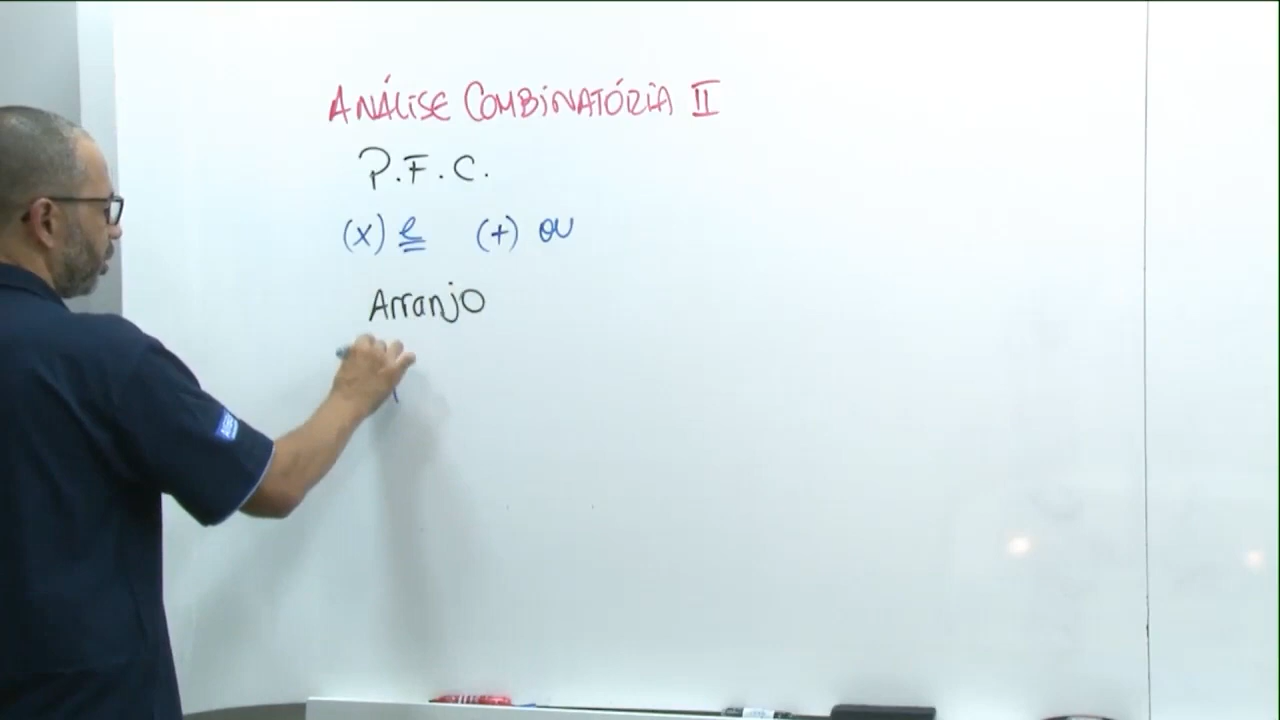 ANÁLISE COMBINATÓRIA II
P.F.C.
(x) e (+) ou
Arranjo